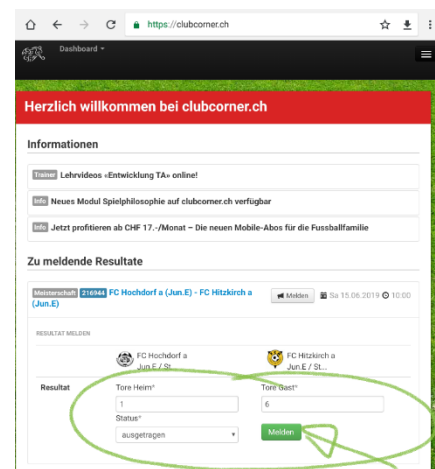 https://clubcorner.ch
Dashboard
Herzlich willkommen bei clubcorner.ch
Informationen
Trainer Lehrvideos «Entwicklung TA» online!
Info Neues Modul Spielphilosophie auf clubcorner.ch verfügbar
Info Jetzt profitieren ab CHF 17.-/Monat – Die neuen Mobile-Abos für die Fussballfamilie
Zu meldende Resultate
Meisterschaft 216944 FC Hochdorf a (Jun.E) - FC Hitzkirch a
(Jun.E)
Melden Sa 15.06.2019 10:00
RESULTAT MELDEN
FC Hochdorf a
Jun.E / St...
FC Hitzkirch a
Jun.E / St...
Resultat
Tore Heim*
Tore Gast*
1
6
Status*
ausgetragen
Melden